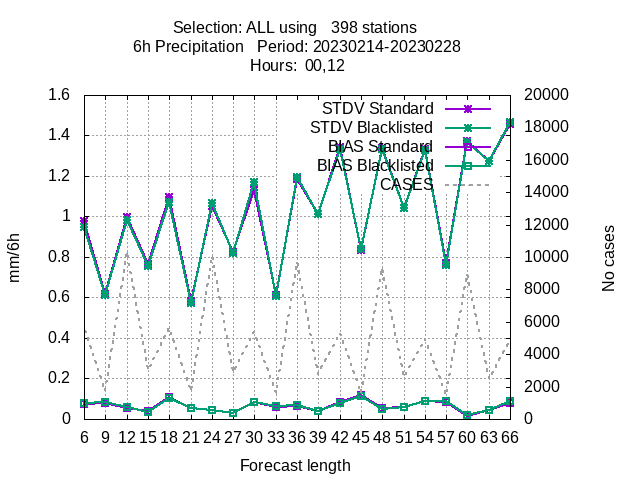 Selection: ALL using   398 stations
6h Precipitation   Period: 20230214-20230228
Hours:  00,12
1.6
1.4
1.2
1
0.8
0.6
0.4
0.2
0
mm/6h
STDV Standard
STDV Blacklisted
BIAS Standard
BIAS Blacklisted
CASES
20000
18000
16000
14000
12000
10000
8000
6000
4000
2000
0
No cases
6 9 12 15 18 21 24 27 30 33 36 39 42 45 48 51 54 57 60 63 66
Forecast length